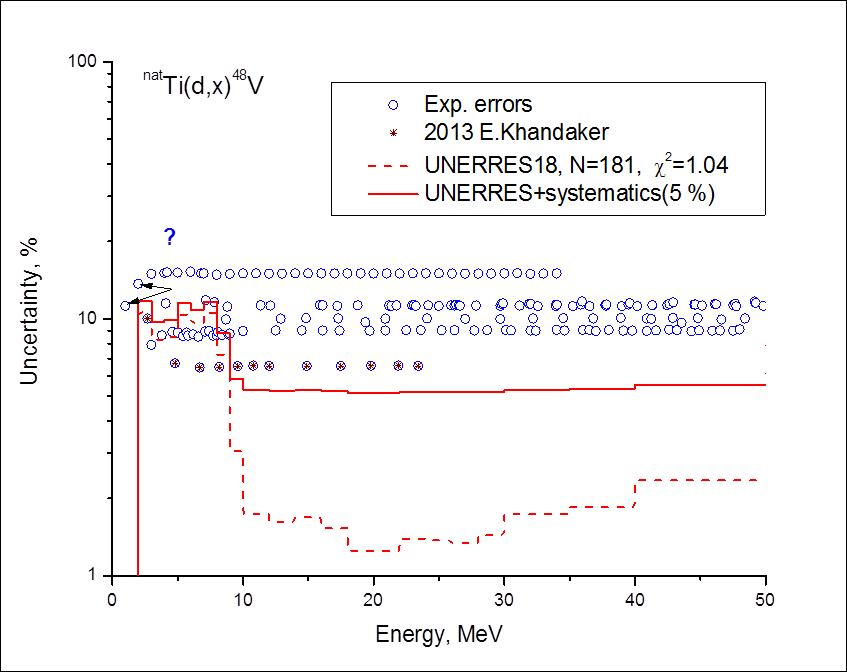 100
natTi(d,x)48V
Exp. errors
2013 E.Khandaker
UNERRES18, N=181, χ2=1.04
UNERRES+systematics(5 %)
?
Uncertainty, %
10
1
0 10 20 30 40 50
Energy, MeV